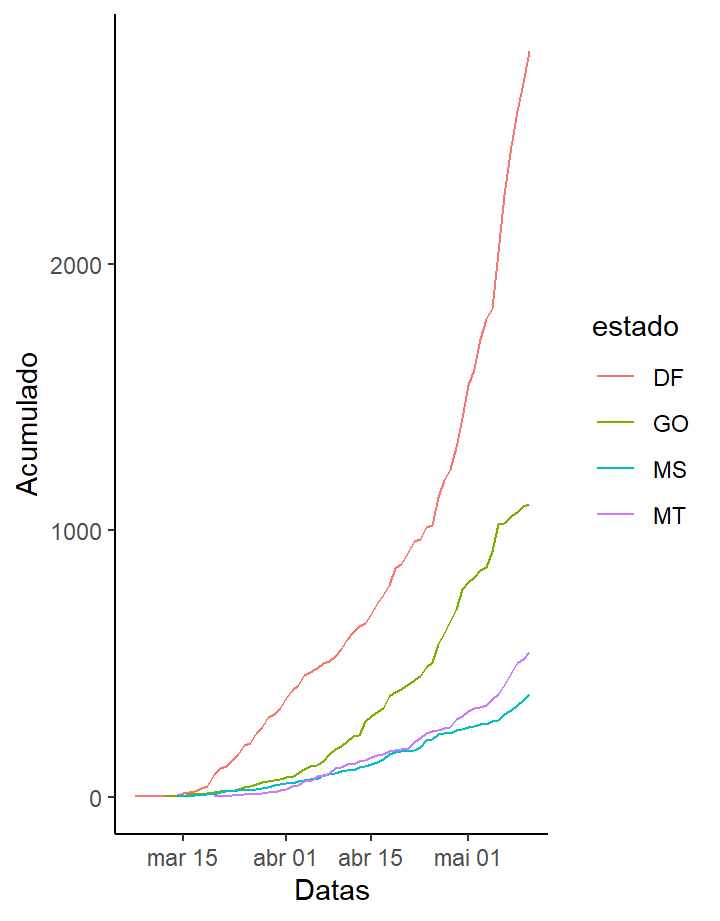 Acumulado
2000
1000
0
mar 15
abr 01
abr 15
mai 01
Datas
estado
DF
GO
MS
MT